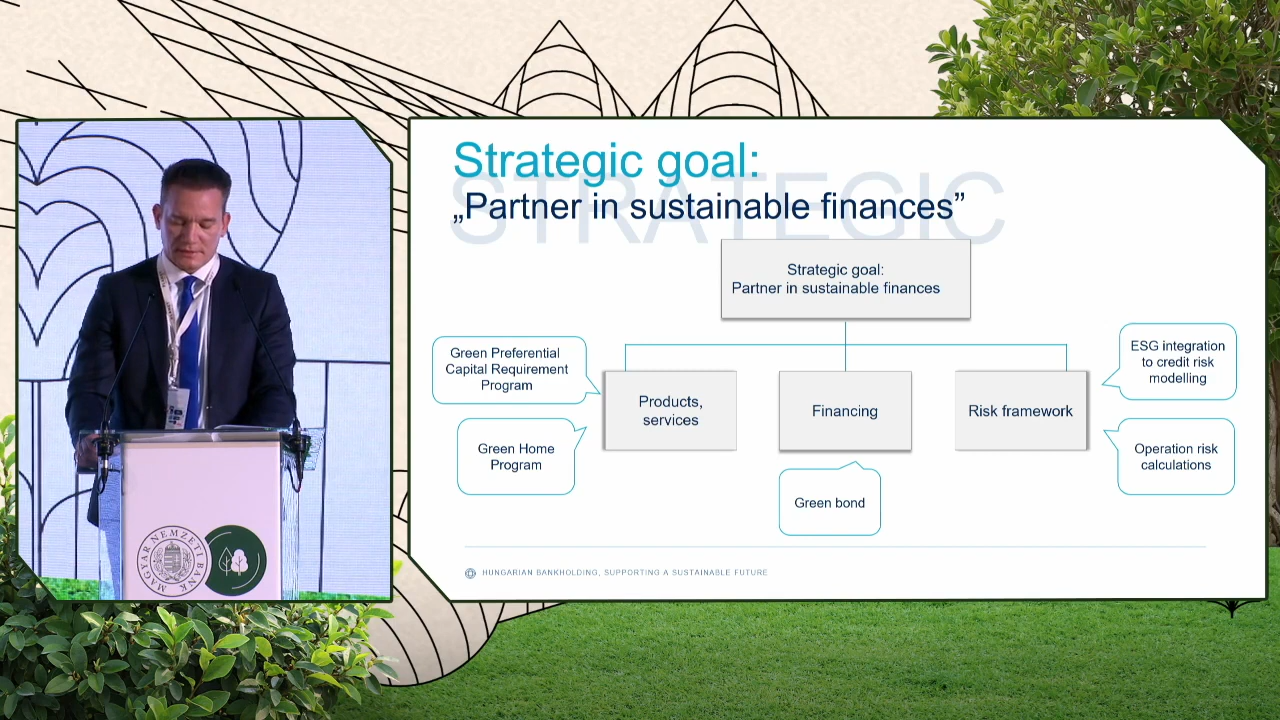 Strategic goal:
STRATEGIC
„Partner in sustainable finances”
Strategic goal:
Partner in sustainable finances
Green Preferential
Capital Requirement
Program
Green Home
Program
Products,
services
Financing
Green bond
Risk framework
ESG integration
to credit risk
modelling
Operation risk
calculations
HUNGARIAN BANKHOLDING, SUPPORTING A SUSTAINABLE FUTURE
MAGYAR NEMZETI BANK